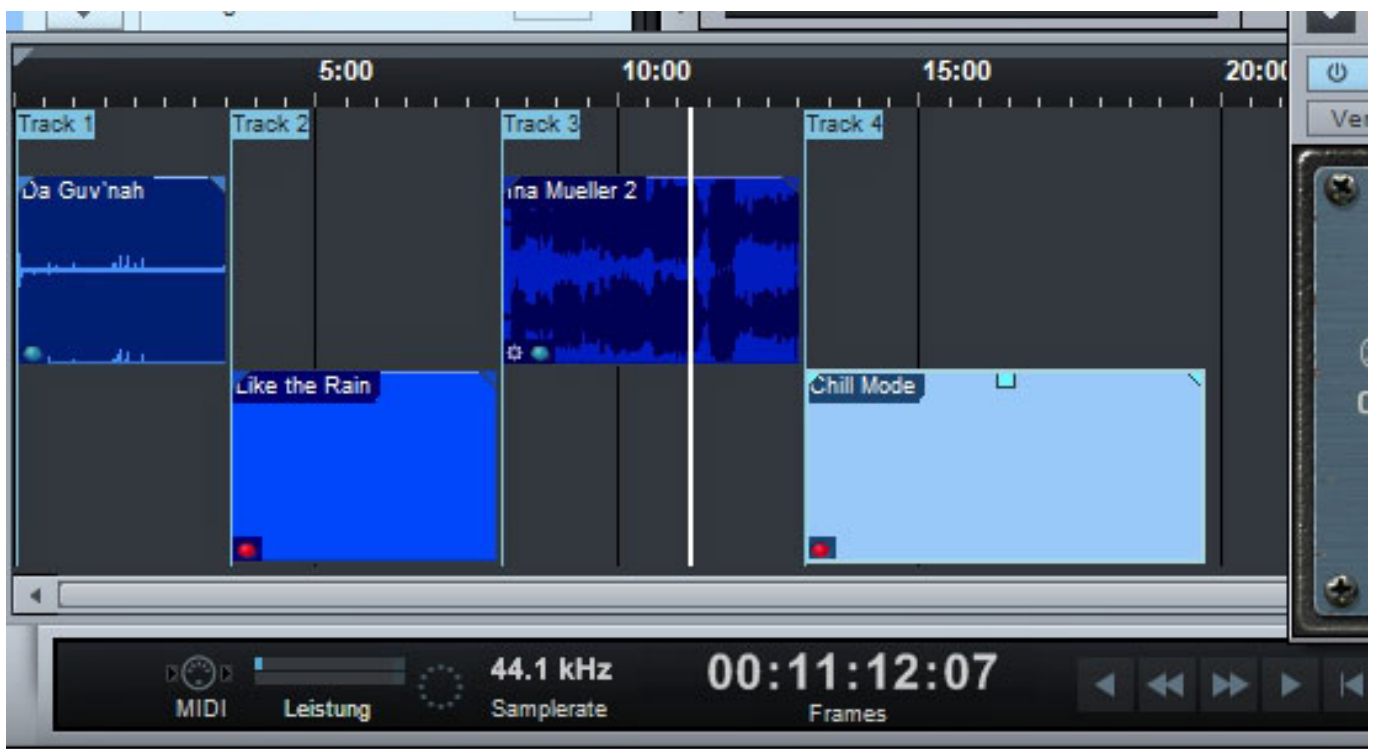 5:00 10:00 15:00 20:00
Track 1 Track 2 Track 3 Track 4
Da Guv'nah
Ina Mueller 2
Like the Rain
Chill Mode
44.1 kHz
00:11:12:07
MIDI Leistung Samplerate Frames